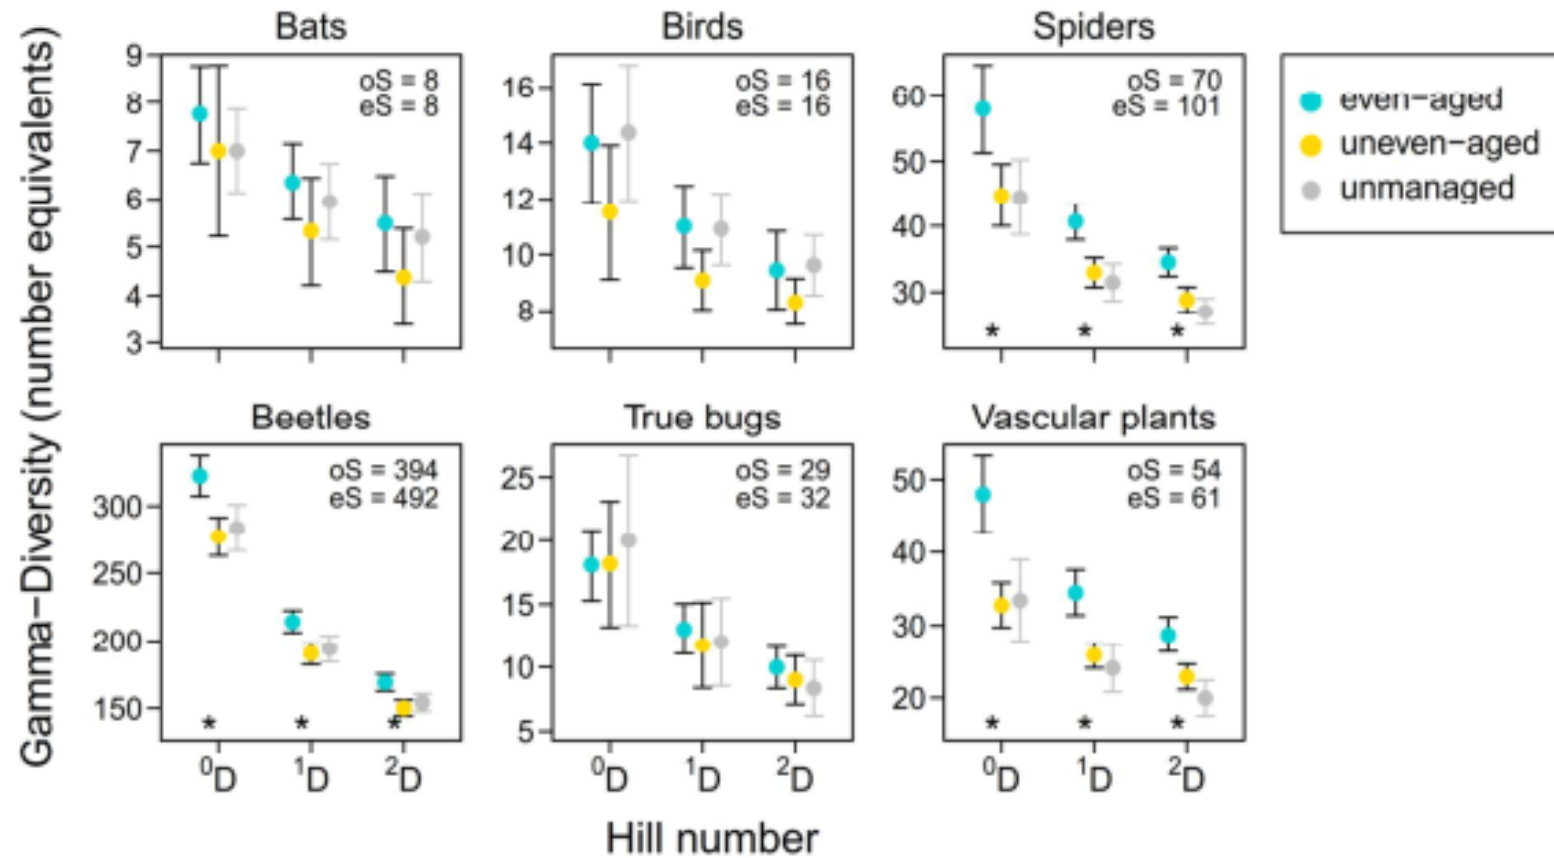 Gamma−Diversity (number equivalents)
Bats
9
8
7
6
5
4
3
oS = 8
eS = 8
Birds
16
14
12
10
8
oS = 16
eS = 16
Spiders
60
50
40
30
oS = 70
eS = 101
* * *
even−aged
uneven−aged
unmanaged
Beetles
300
250
200
150
oS = 394
eS = 492
* * *
⁰D ¹D ²D
True bugs
25
20
15
10
5
oS = 29
eS = 32
⁰D ¹D ²D
Vascular plants
50
40
30
20
oS = 54
eS = 61
* * *
⁰D ¹D ²D
Hill number